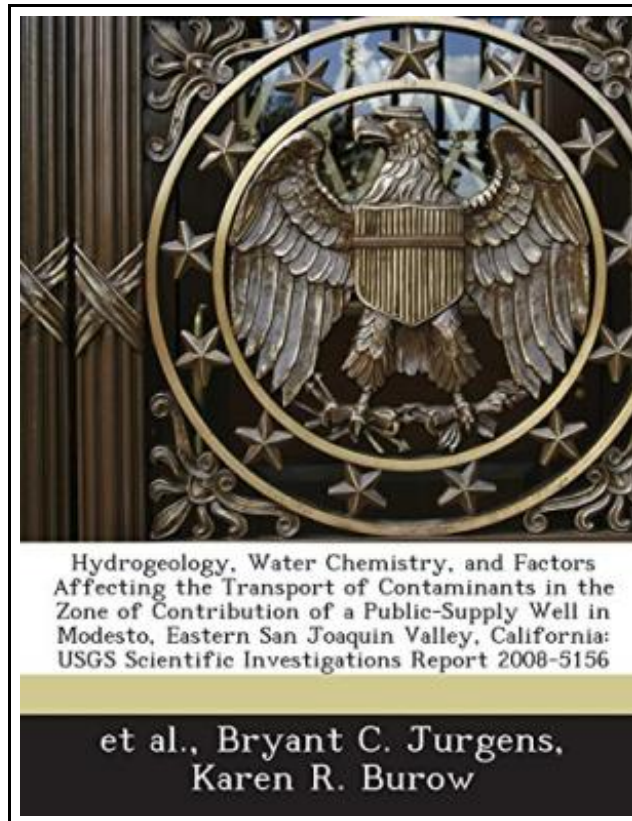 Hydrogeology, Water Chemistry, and Factors
Affecting the Transport of Contaminants in the
Zone of Contribution of a Public-Supply Well in
Modesto, Eastern San Joaquin Valley, California:
USGS Scientific Investigations Report 2008-5156
et al., Bryant C. Jurgens,
Karen R. Burow